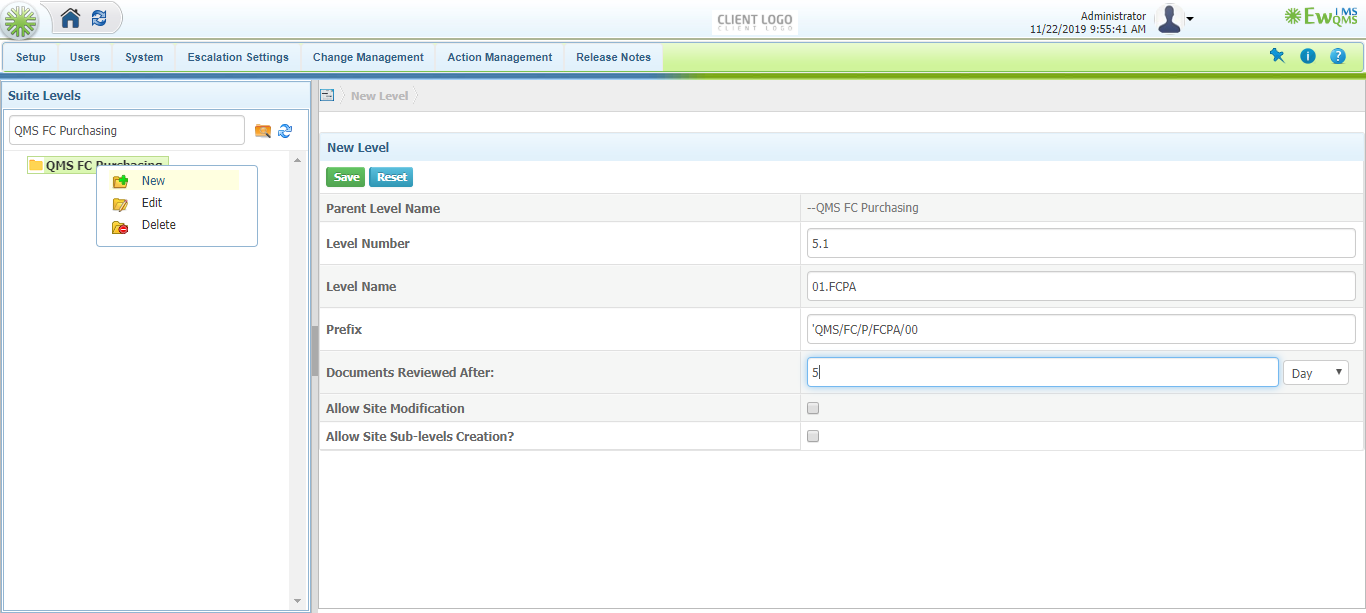 CLIENT LOGO
CLIENT LOGO
Administrator
11/22/2019 9:55:41 AM
EwQMS
iMS
Setup Users System Escalation Settings Change Management Action Management Release Notes
Suite Levels
New Level
QMS FC Purchasing
QMS FC Purchasing
New
Edit
Delete
New Level
Save Reset
Parent Level Name --QMS FC Purchasing
Level Number 5.1
Level Name 01.FCPA
Prefix 'QMS/FC/P/FCPA/00
Documents Reviewed After: 5 Day
Allow Site Modification
Allow Site Sub-levels Creation?